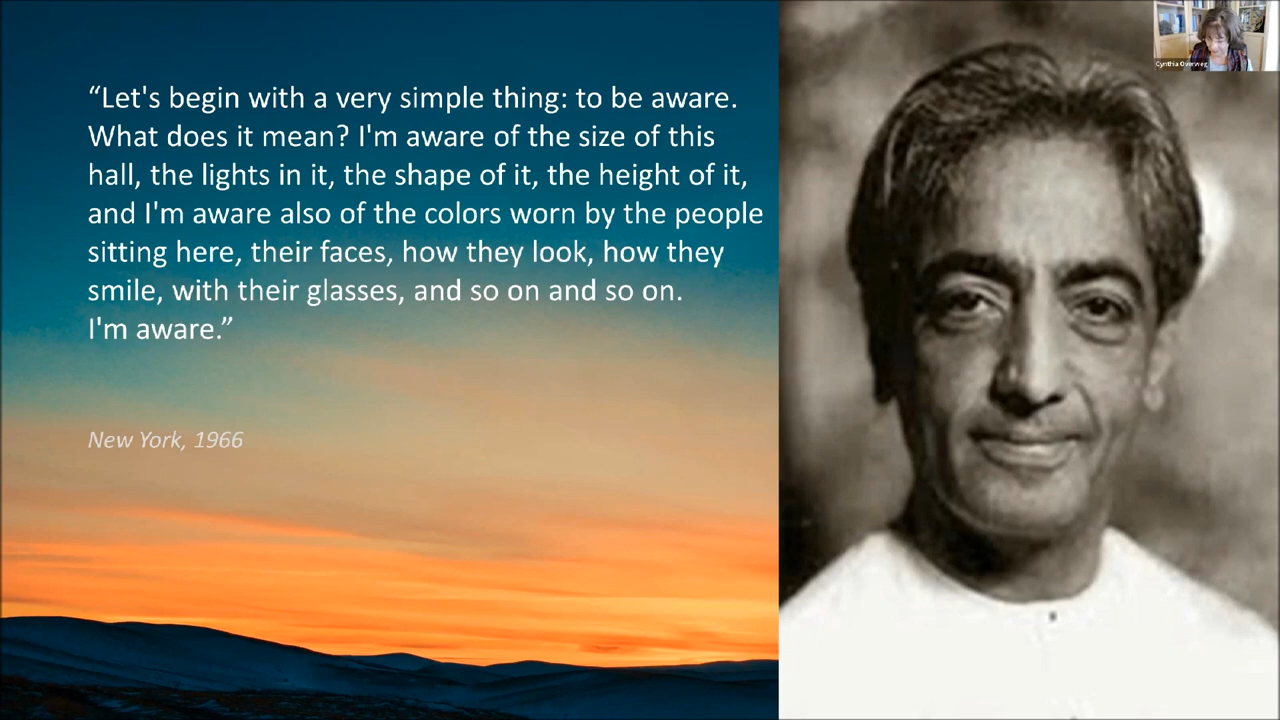 Cynthia Overweg
“Let's begin with a very simple thing: to be aware.
What does it mean? I'm aware of the size of this
hall, the lights in it, the shape of it, the height of it,
and I'm aware also of the colors worn by the people
sitting here, their faces, how they look, how they
smile, with their glasses, and so on and so on.
I'm aware.”
New York, 1966